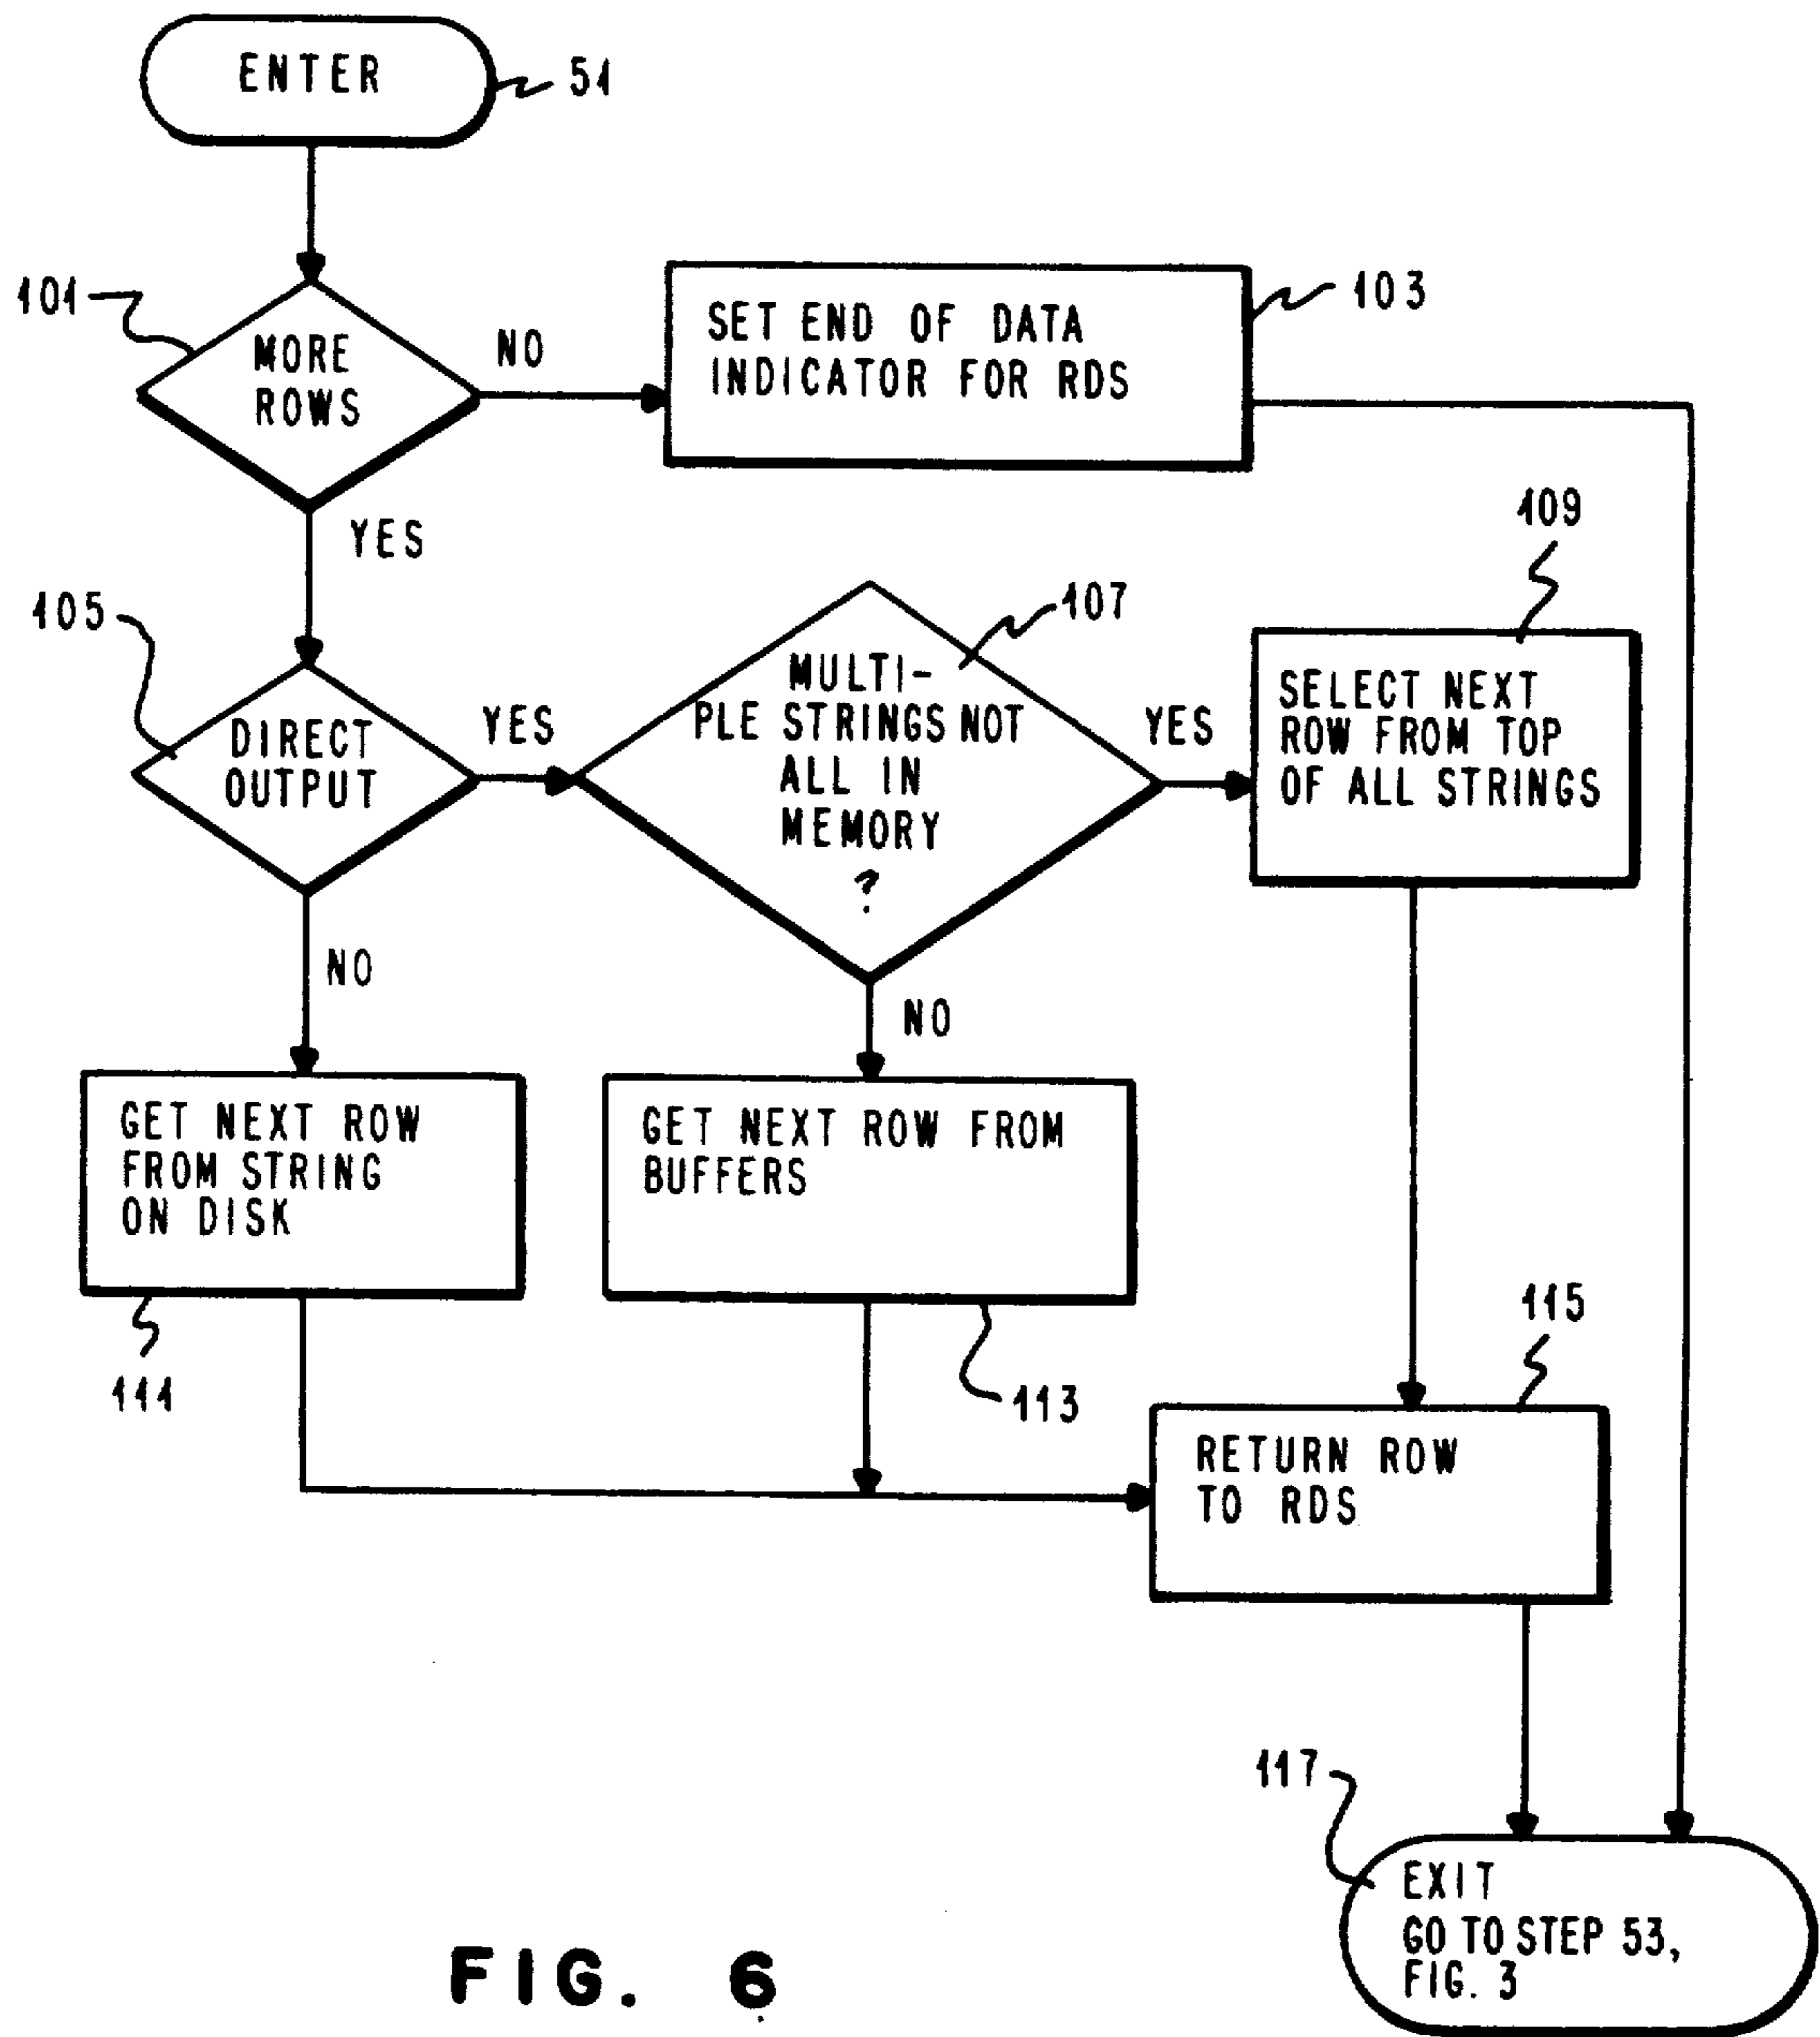 ENTER
51
101
MORE
ROWS
NO
SET END OF DATA
INDICATOR FOR RDS
103
YES
105
DIRECT
OUTPUT
YES
107
MULTI-
PLE STRINGS NOT
ALL IN
MEMORY
?
YES
109
SELECT NEXT
ROW FROM TOP
OF ALL STRINGS
NO
NO
GET NEXT ROW
FROM STRING
ON DISK
111
GET NEXT ROW FROM
BUFFERS
113
115
RETURN ROW
TO RDS
117
EXIT
GO TO STEP 53,
FIG. 3
FIG. 6